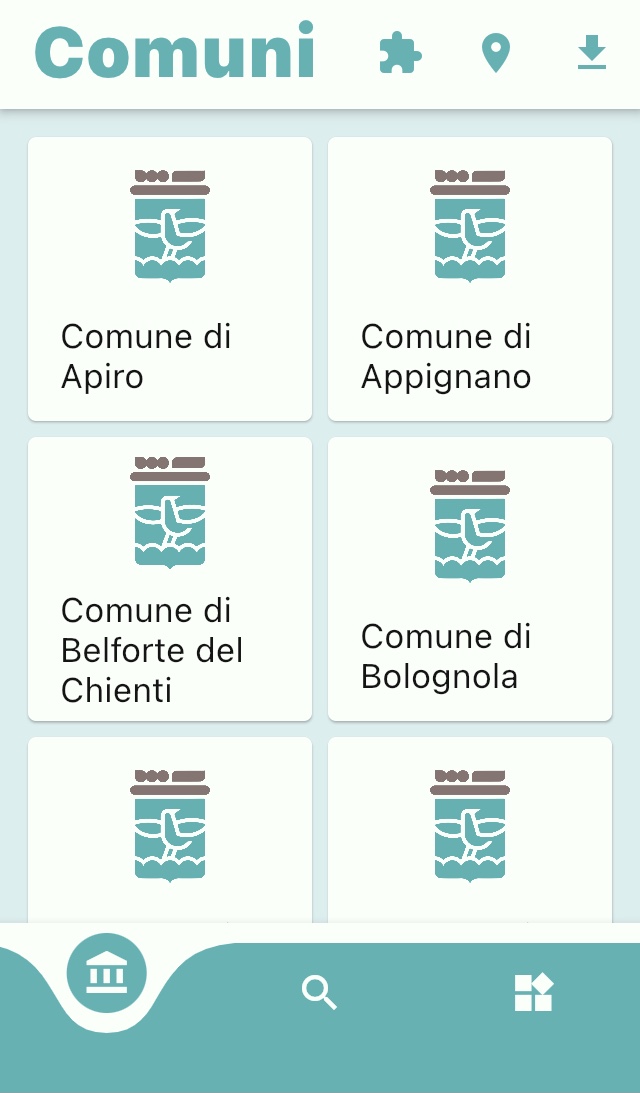 Comuni
Comune di
Apiro
Comune di
Appignano
Comune di
Belforte del
Chienti
Comune di
Bolognola